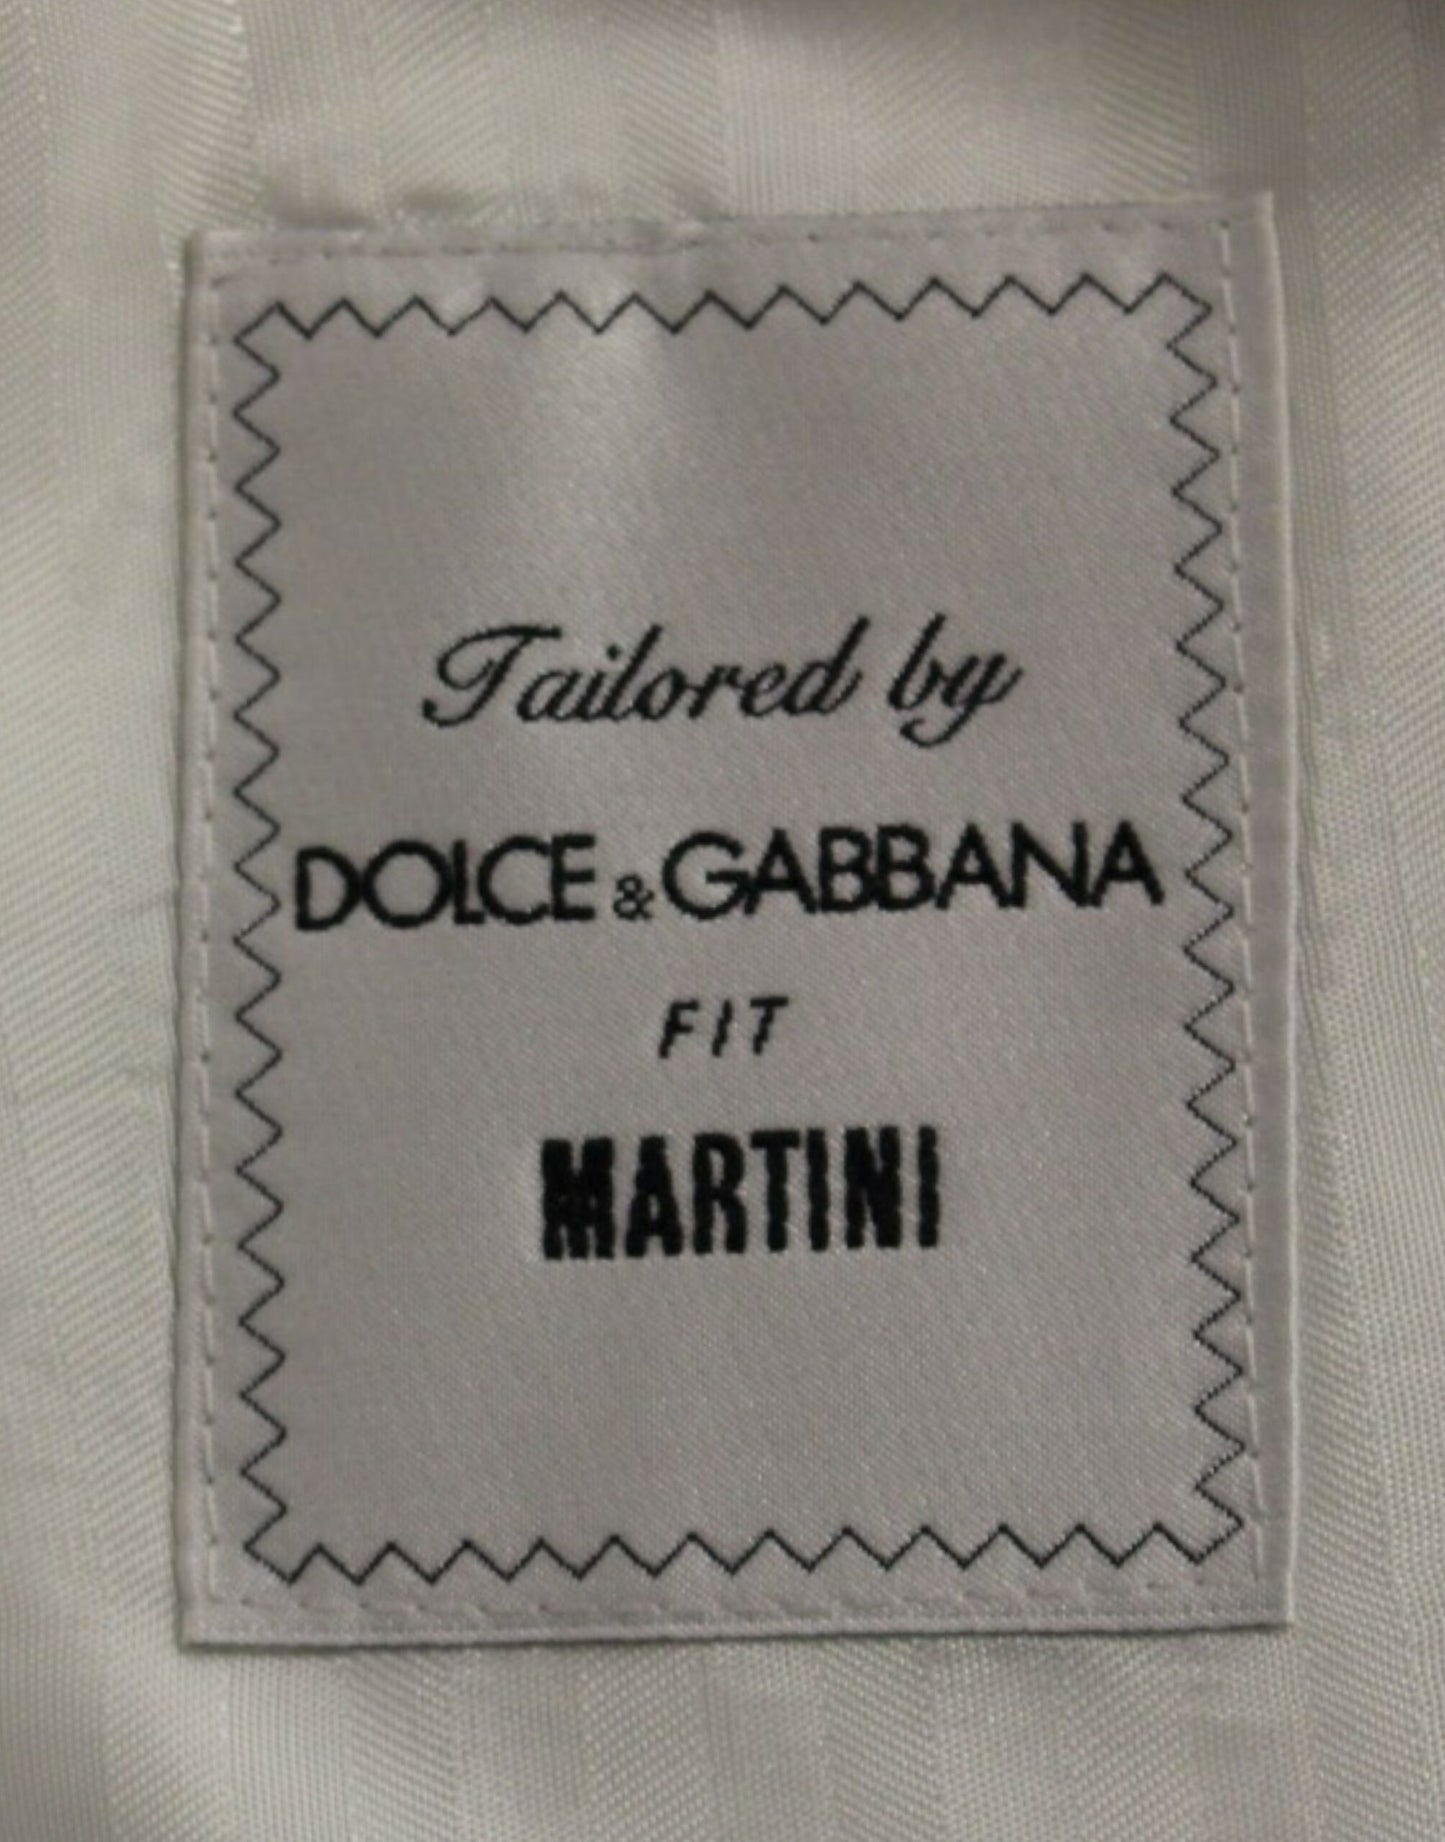 Tailored by
DOLCE & GABBANA
FIT
MARTINI